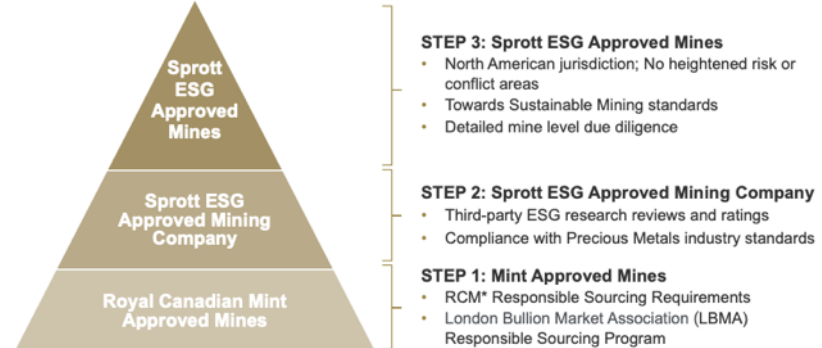 Sprott
ESG
Approved
Mines
STEP 3: Sprott ESG Approved Mines
• North American jurisdiction; No heightened risk or
conflict areas
• Towards Sustainable Mining standards
• Detailed mine level due diligence
Sprott ESG
Approved Mining
Company
STEP 2: Sprott ESG Approved Mining Company
• Third-party ESG research reviews and ratings
• Compliance with Precious Metals industry standards
Royal Canadian Mint
Approved Mines
STEP 1: Mint Approved Mines
• RCM* Responsible Sourcing Requirements
• London Bullion Market Association (LBMA)
Responsible Sourcing Program